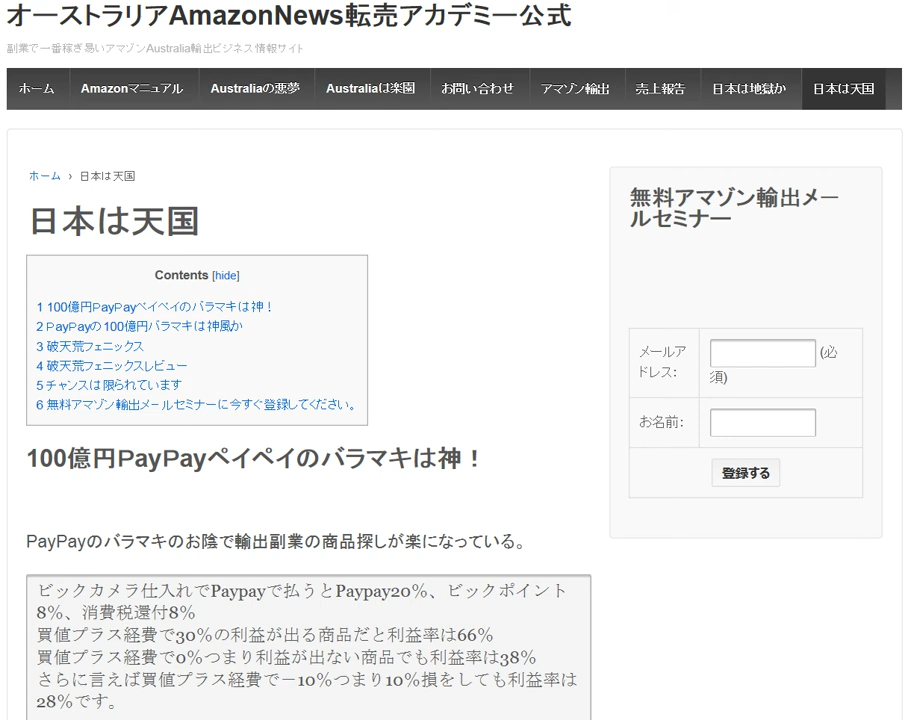 オーストラリアAmazonNews転売アカデミー公式
副業で一番稼ぎ易いアマゾンAustralia輸出ビジネス情報サイト
ホーム Amazonマニュアル Australiaの悪夢 Australiaは楽園 お問い合わせ アマゾン輸出 売上報告 日本は地獄か 日本は天国
ホーム › 日本は天国
日本は天国
Contents [hide]
1 100億円PayPayペイペイのバラマキは神！
2 PayPayの100億円バラマキは神風か
3 破天荒フェニックス
4 破天荒フェニックスレビュー
5 チャンスは限られています
6 無料アマゾン輸出メールセミナーに今すぐ登録してください。
100億円PayPayペイペイのバラマキは神！
PayPayのバラマキのお陰で輸出副業の商品探しが楽になっている。
ビックカメラ仕入れでPaypayで払うとPaypay20％、ビックポイント
8％、消費税還付8％
買値プラス経費で30％の利益が出る商品だと利益率は66％
買値プラス経費で0％つまり利益が出ない商品でも利益率は38％
さらに言えば買値プラス経費で－10％つまり10％損をしても利益率は
28％です。
無料アマゾン輸出メー
ルセミナー
メールア
ドレス:
(必
須)
お名前:
登録する